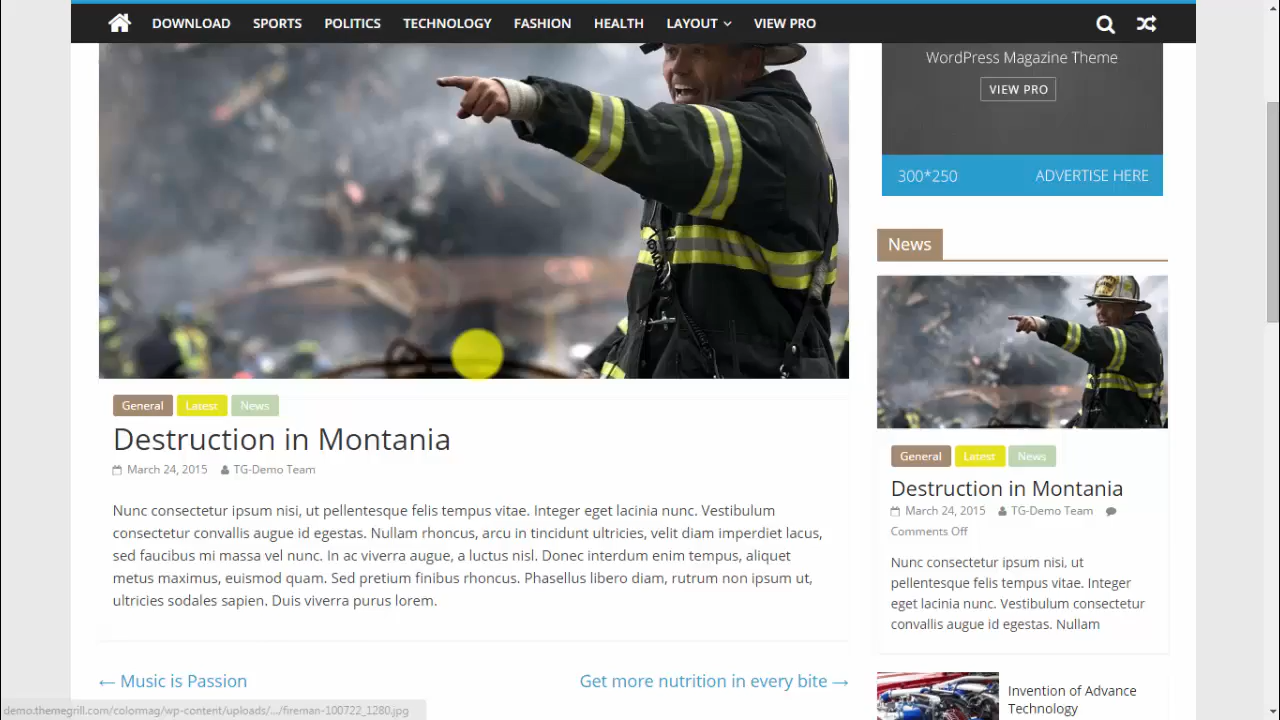 DOWNLOAD SPORTS POLITICS TECHNOLOGY FASHION HEALTH LAYOUT VIEW PRO
WordPress Magazine Theme
VIEW PRO
300*250 ADVERTISE HERE
General Latest News
Destruction in Montania
March 24, 2015 TG-Demo Team
Nunc consectetur ipsum nisi, ut pellentesque felis tempus vitae. Integer eget lacinia nunc. Vestibulum
consectetur convallis augue id egestas. Nullam rhoncus, arcu in tincidunt ultricies, velit diam imperdiet lacus,
sed faucibus mi massa vel nunc. In ac viverra augue, a luctus nisl. Donec interdum enim tempus, aliquet
metus maximus, euismod quam. Sed pretium finibus rhoncus. Phasellus libero diam, rutrum non ipsum ut,
ultricies sodales sapien. Duis viverra purus lorem.
← Music is Passion
Get more nutrition in every bite →
News
General Latest News
Destruction in Montania
March 24, 2015 TG-Demo Team
Comments Off
Nunc consectetur ipsum nisi, ut
pellentesque felis tempus vitae. Integer
eget lacinia nunc. Vestibulum consectetur
convallis augue id egestas. Nullam
Invention of Advance
Technology
demo.themegrill.com/colormag/wp-content/uploads/.../fireman-100722_1280.jpg